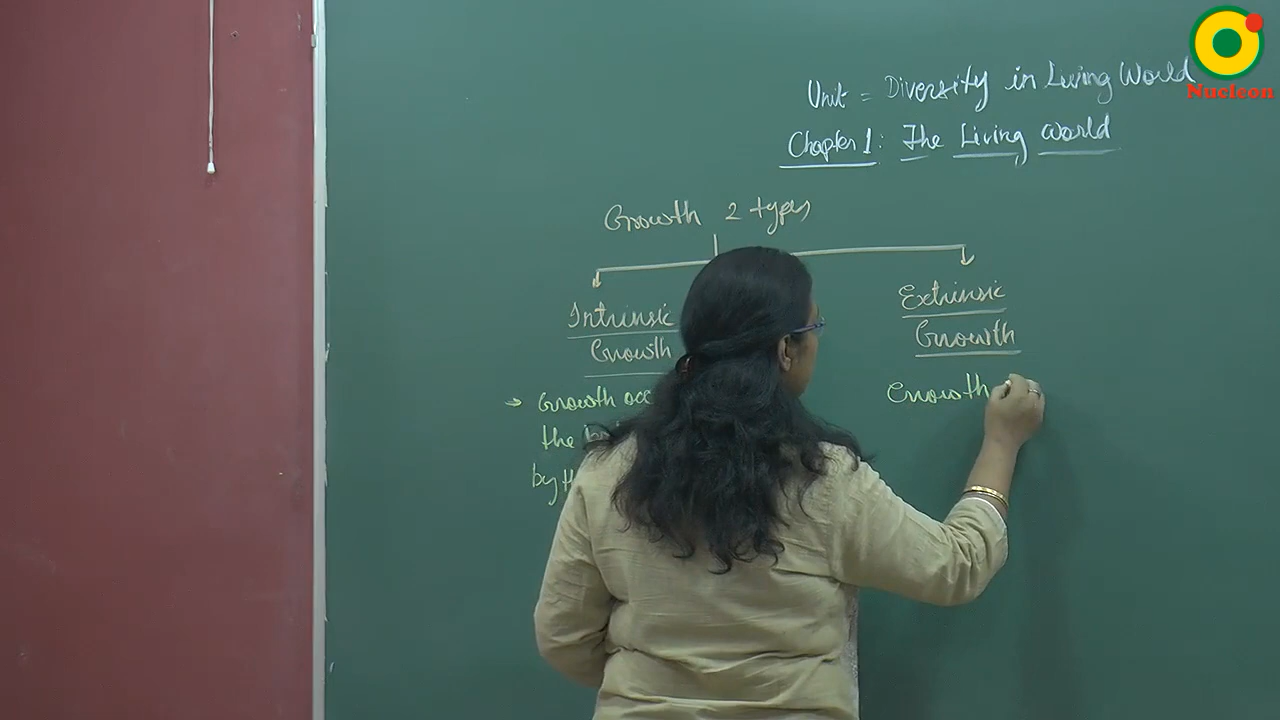 Unit = Diversity in Living World
Nucleon
Chapter 1: The Living World
Growth 2 types
Intrinsic
Growth
→ Growth occ
the
by
Extrinsic
Growth
Growth